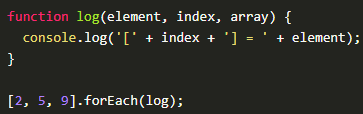 function log(element, index, array) {
  console.log('[' + index + '] = ' + element);
}

[2, 5, 9].forEach(log);